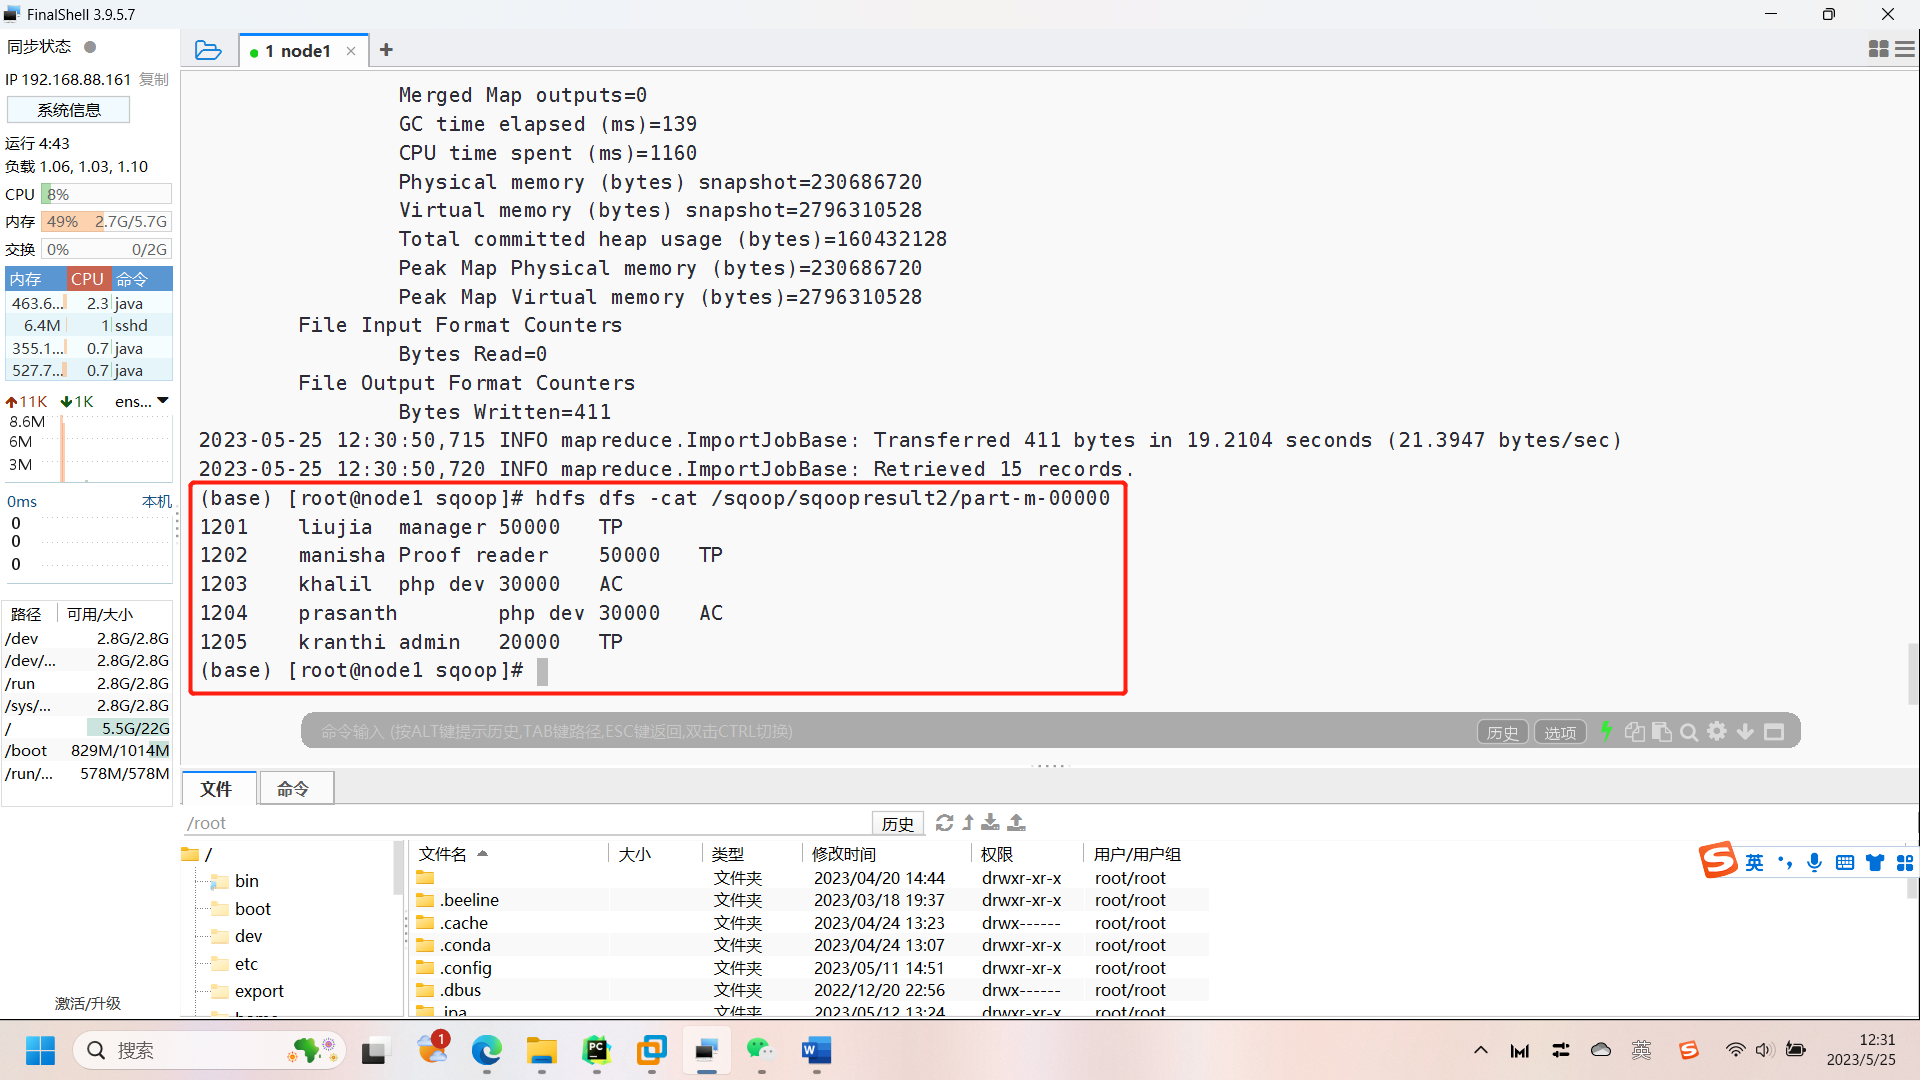 FinalShell 3.9.5.7
同步状态
IP 192.168.88.161 复制
系统信息
运行 4:43
负载 1.06, 1.03, 1.10
CPU 8%
内存 49% 2.7G/5.7G
交换 0% 0/2G
内存 CPU 命令
463.6... 2.3 java
6.4M 1 sshd
355.1... 0.7 java
527.7... 0.7 java
11K 1K ens...
8.6M
6M
3M
0ms 本机
0
0
0
路径 可用/大小
/dev 2.8G/2.8G
/dev/... 2.8G/2.8G
/run 2.8G/2.8G
/sys/... 2.8G/2.8G
/ 5.5G/22G
/boot 829M/1014M
/run/... 578M/578M
激活/升级
1 node1
Merged Map outputs=0
GC time elapsed (ms)=139
CPU time spent (ms)=1160
Physical memory (bytes) snapshot=230686720
Virtual memory (bytes) snapshot=2796310528
Total committed heap usage (bytes)=160432128
Peak Map Physical memory (bytes)=230686720
Peak Map Virtual memory (bytes)=2796310528
File Input Format Counters
Bytes Read=0
File Output Format Counters
Bytes Written=411
2023-05-25 12:30:50,715 INFO mapreduce.ImportJobBase: Transferred 411 bytes in 19.2104 seconds (21.3947 bytes/sec)
2023-05-25 12:30:50,720 INFO mapreduce.ImportJobBase: Retrieved 15 records.
(base) [root@node1 sqoop]# hdfs dfs -cat /sqoop/sqoopresult2/part-m-00000
1201 liujia manager 50000 TP
1202 manisha Proof reader 50000 TP
1203 khalil php dev 30000 AC
1204 prasanth php dev 30000 AC
1205 kranthi admin 20000 TP
(base) [root@node1 sqoop]#
命令输入 (按ALT键提示历史,TAB键路径,ESC键返回,双击CTRL切换)
历史 选项
文件 命令
/root 历史
/
bin
boot
dev
etc
export
home
文件名 大小 类型 修改时间 权限 用户/用户组
文件夹 2023/04/20 14:44 drwxr-xr-x root/root
.beeline 文件夹 2023/03/18 19:37 drwxr-xr-x root/root
.cache 文件夹 2023/04/24 13:23 drwx------ root/root
.conda 文件夹 2023/04/24 13:07 drwxr-xr-x root/root
.config 文件夹 2023/05/11 14:51 drwxr-xr-x root/root
.dbus 文件夹 2022/12/20 22:56 drwx------ root/root
文件夹 2023/05/12 13:24 drwxr-xr-x root/root
英
搜索
1
PC
W
英
12:31
2023/5/25